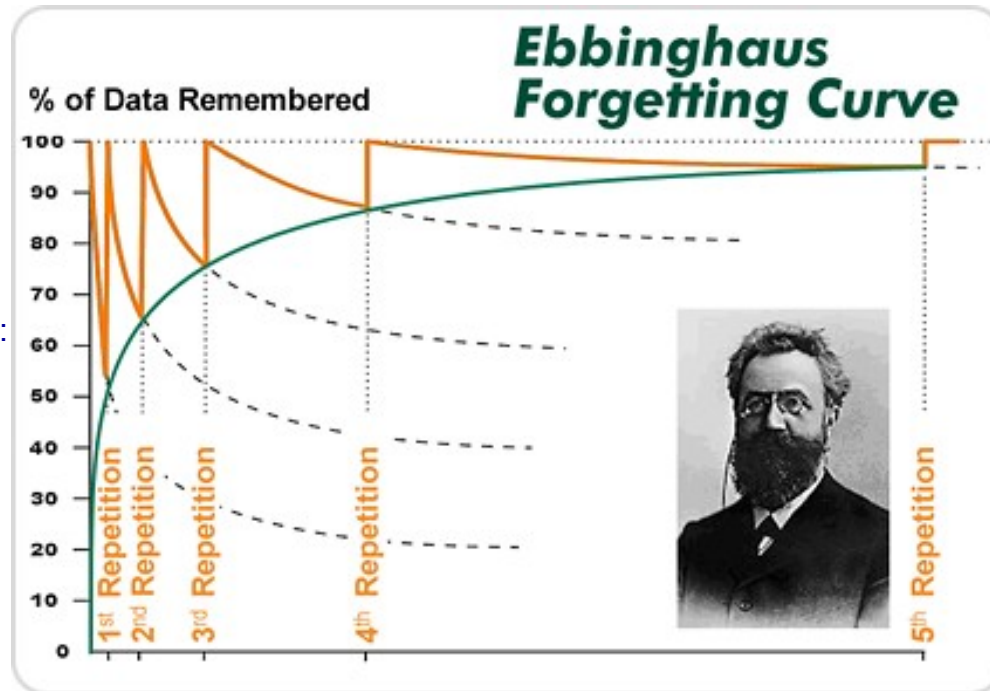 Ebbinghaus
Forgetting Curve
% of Data Remembered
100
90
80
70
60
50
40
30
20
10
0
:
1st Repetition
2nd Repetition
3rd Repetition
4th Repetition
5th Repetition